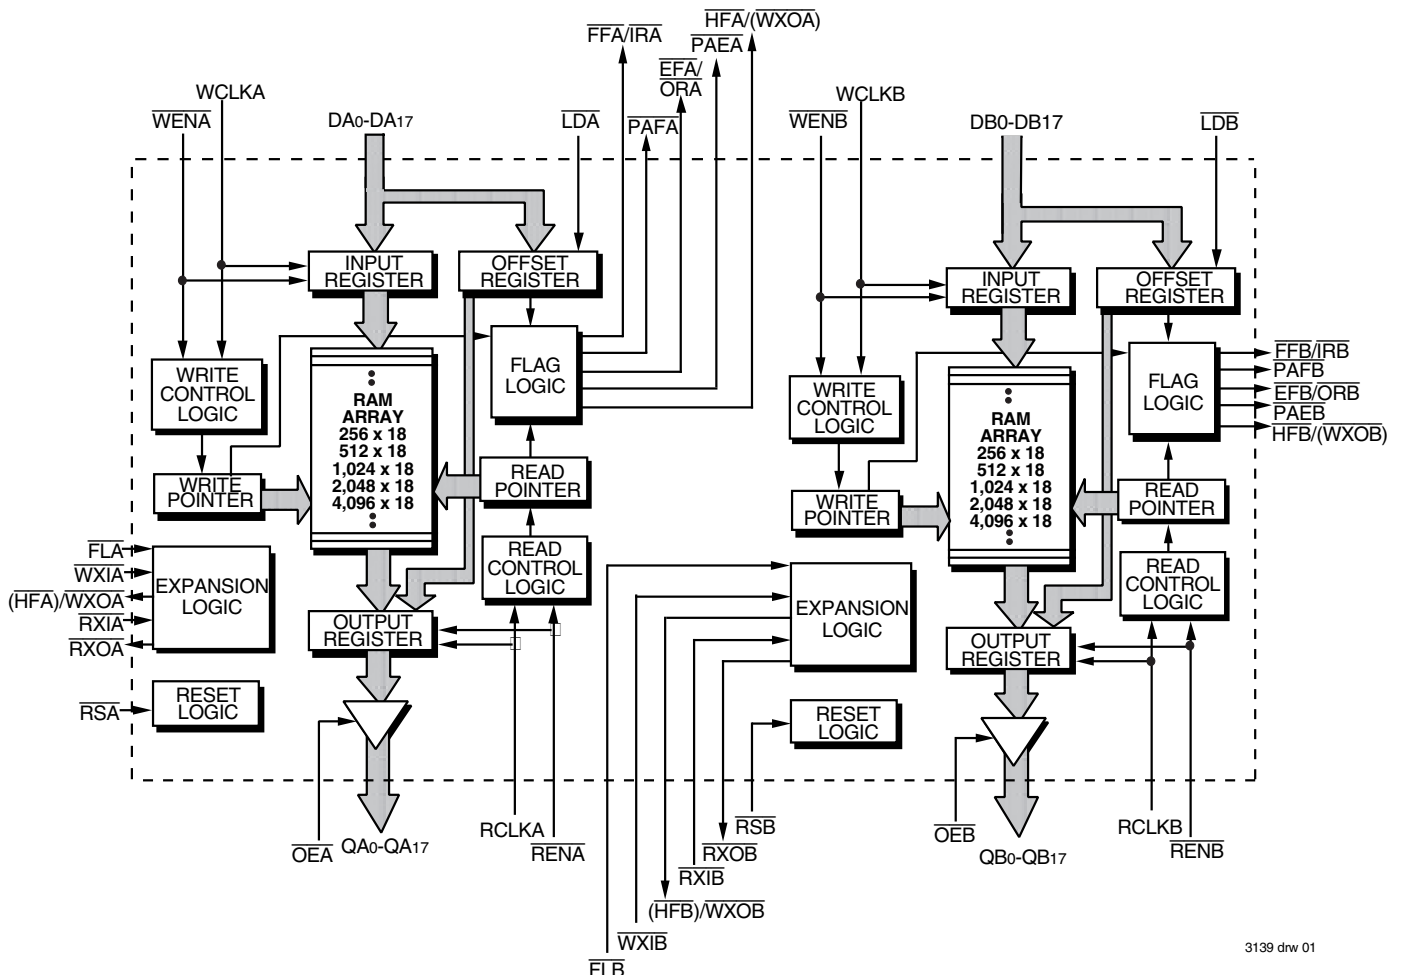 HFA/(WXOA)
FFA/IRA
PAEA
EFA/
ORA
WCLKA
WCLKB
WENA
DA0-DA17
LDA
PAFA
WENB
DB0-DB17
LDB
INPUT
REGISTER
OFFSET
REGISTER
INPUT
REGISTER
OFFSET
REGISTER
WRITE
CONTROL
LOGIC
RAM
ARRAY
256 x 18
512 x 18
1,024 x 18
2,048 x 18
4,096 x 18
FLAG
LOGIC
WRITE
CONTROL
LOGIC
RAM
ARRAY
256 x 18
512 x 18
1,024 x 18
2,048 x 18
4,096 x 18
FLAG
LOGIC
FFB/IRB
PAFB
EFB/ORB
PAEB
HFB/(WXOB)
WRITE
POINTER
READ
POINTER
WRITE
POINTER
READ
POINTER
FLA
WXIA
(HFA)/WXOA
RXIA
RXOA
EXPANSION
LOGIC
READ
CONTROL
LOGIC
EXPANSION
LOGIC
READ
CONTROL
LOGIC
OUTPUT
REGISTER
OUTPUT
REGISTER
RSA
RESET
LOGIC
RESET
LOGIC
OEA
QA0-QA17
RCLKA
RENA
RSB
RXOB
RXIB
(HFB)/WXOB
WXIB
FLB
OEB
QB0-QB17
RCLKB
RENB
3139 drw 01